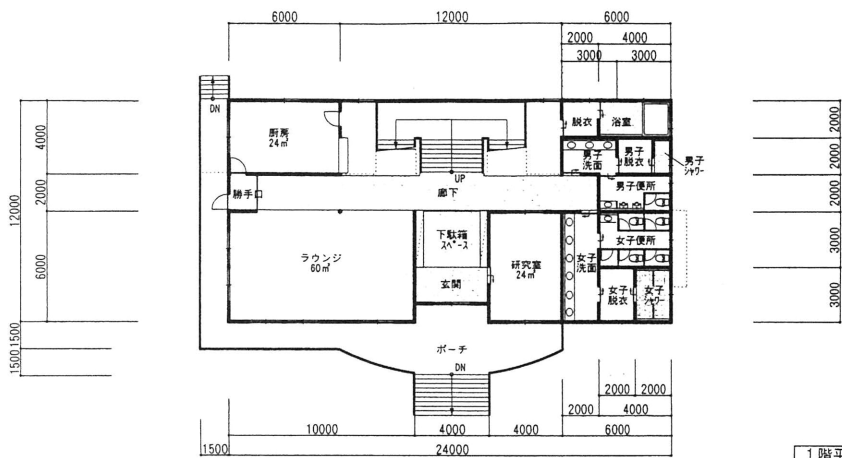 6000
12000
6000
2000
4000
3000
3000
DN
厨房
24㎡
脱衣
浴室
男子
洗面
男子
脱衣
男子
シャワー
UP
廊下
男子便所
勝手口
下駄箱
スペース
ラウンジ
60㎡
研究室
24㎡
女子
洗面
女子便所
玄関
女子
脱衣
女子
シャワー
ポーチ
DN
12000
4000
2000
6000
1500
1500
2000
2000
2000
3000
3000
2000
2000
2000
4000
10000
4000
4000
6000
1500
24000
1階平